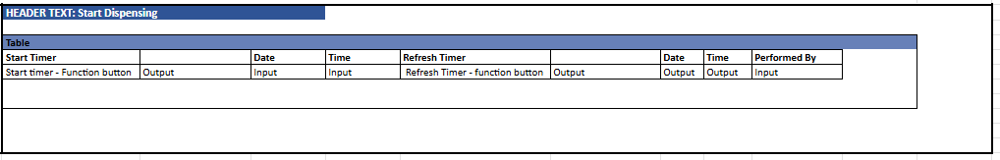 HEADER TEXT: Start Dispensing
Table
Start Timer Date Time Refresh Timer Date Time Performed By
Start timer - Function button Output Input Input Refresh Timer - function button Output Output Output Input